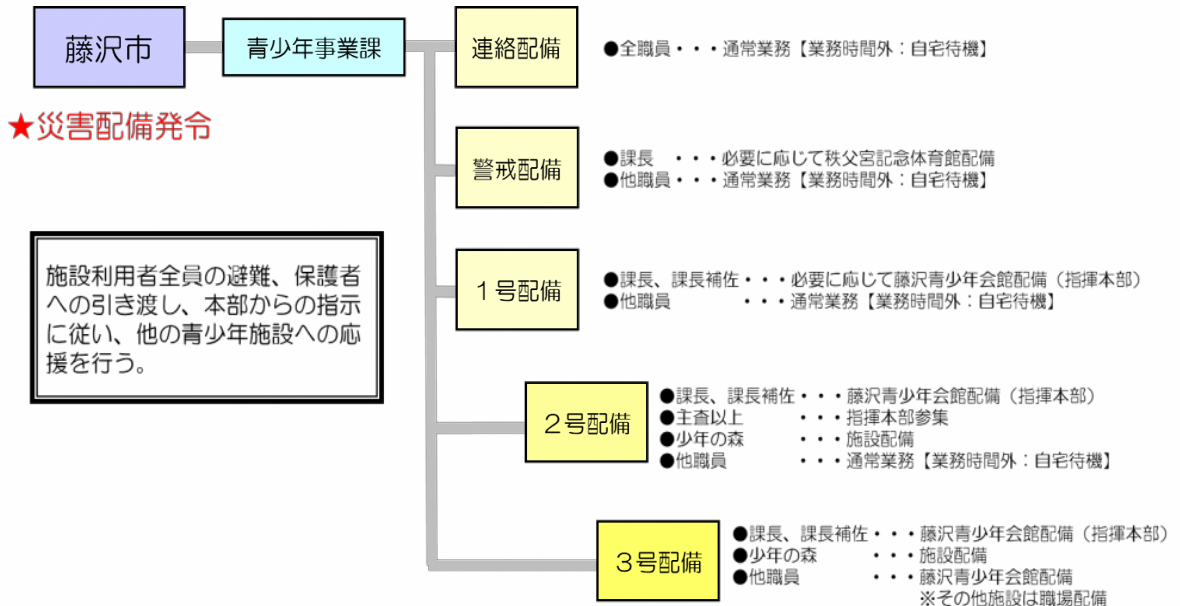 藤沢市
青少年事業課
★災害配備発令
施設利用者全員の避難、保護者
への引き渡し、本部からの指示
に従い、他の青少年施設への応
援を行う。
連絡配備
●全職員・・・通常業務【業務時間外：自宅待機】
警戒配備
●課長　・・・必要に応じて秩父宮記念体育館配備
●他職員・・・通常業務【業務時間外：自宅待機】
１号配備
●課長、課長補佐・・・必要に応じて藤沢青少年会館配備（指揮本部）
●他職員　　　　・・・通常業務【業務時間外：自宅待機】
２号配備
●課長、課長補佐・・・藤沢青少年会館配備（指揮本部）
●主査以上　　　・・・指揮本部参集
●少年の森　　　・・・施設配備
●他職員　　　　・・・通常業務【業務時間外：自宅待機】
３号配備
●課長、課長補佐・・・藤沢青少年会館配備（指揮本部）
●少年の森　　　・・・施設配備
●他職員　　　　・・・藤沢青少年会館配備
※その他施設は職場配備